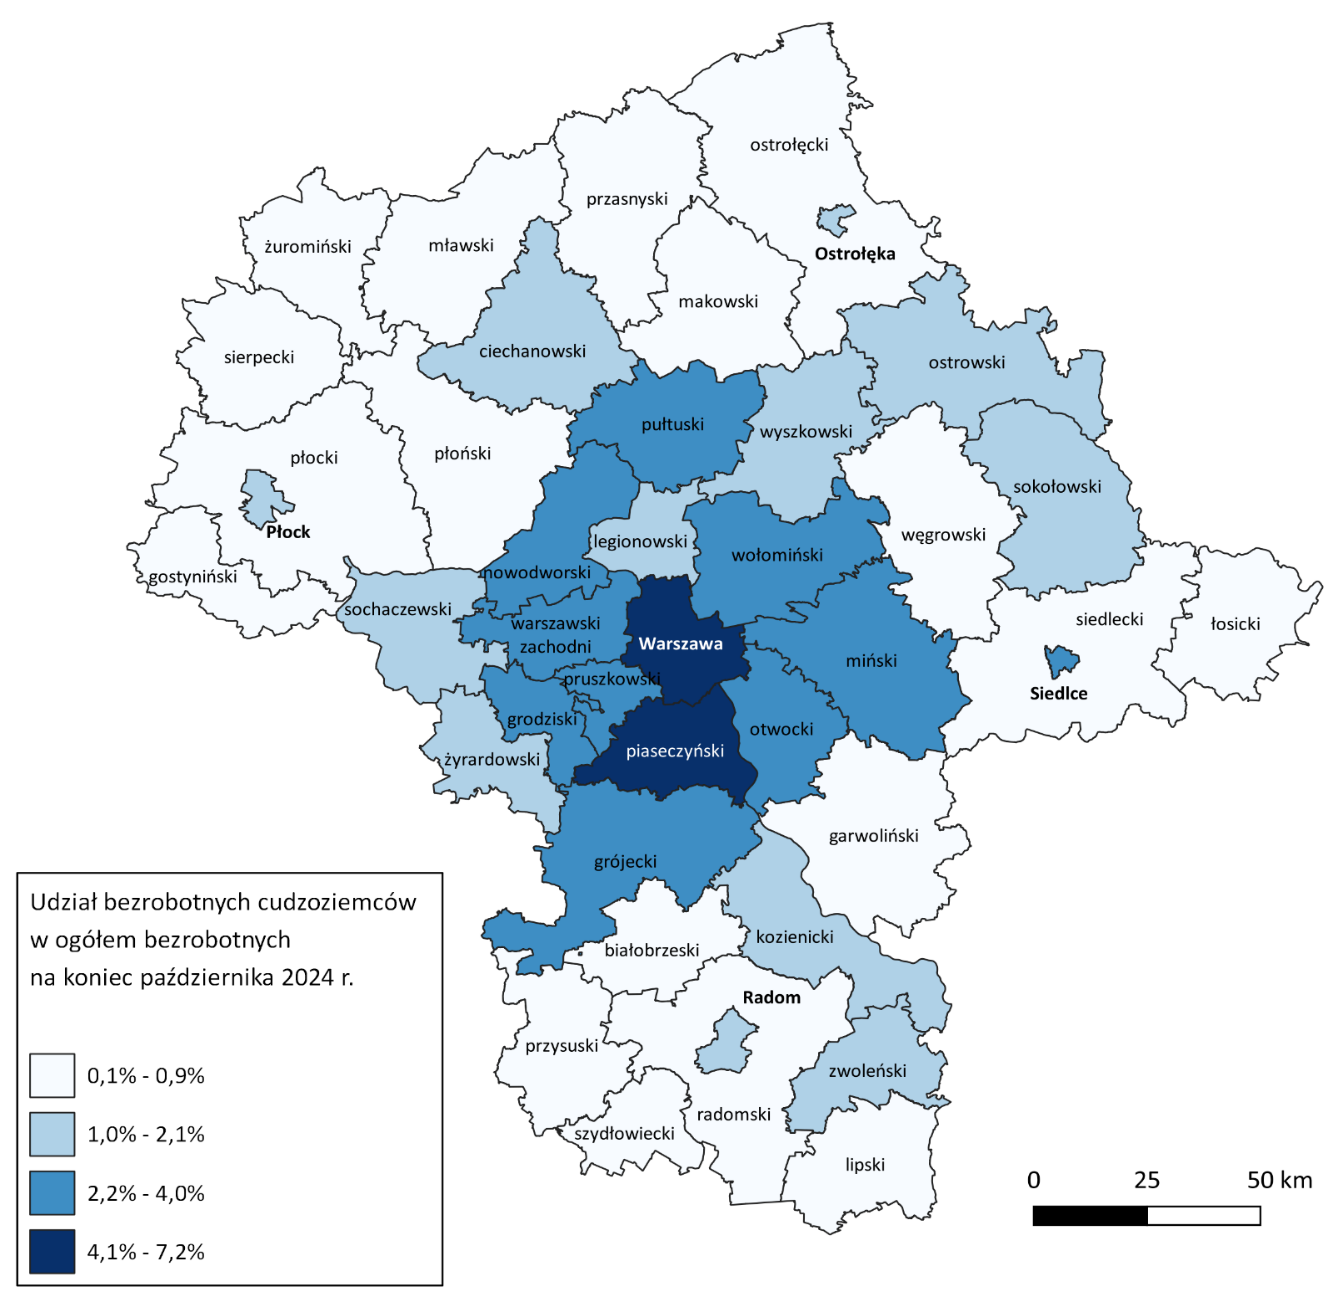 ostrołęcki
przasnyski
żuromiński
mławski
Ostrołęka
makowski
sierpecki
ciechanowski
ostrowski
pułtuski
wyszkowski
płocki
płoński
sokołowski
Płock
legionowski
wołomiński
węgrowski
gostyniński
nowodworski
sochaczewski
warszawski
zachodni
Warszawa
siedlecki
łosicki
miński
pruszkowski
Siedlce
grodziski
otwocki
żyrardowski
piaseczyński
garwoliński
grójecki
kozienicki
białobrzeski
Radom
przysuski
zwoleński
radomski
szydłowiecki
lipski
Udział bezrobotnych cudzoziemców
w ogółem bezrobotnych
na koniec października 2024 r.
0,1% - 0,9%
1,0% - 2,1%
2,2% - 4,0%
4,1% - 7,2%
0 25 50 km